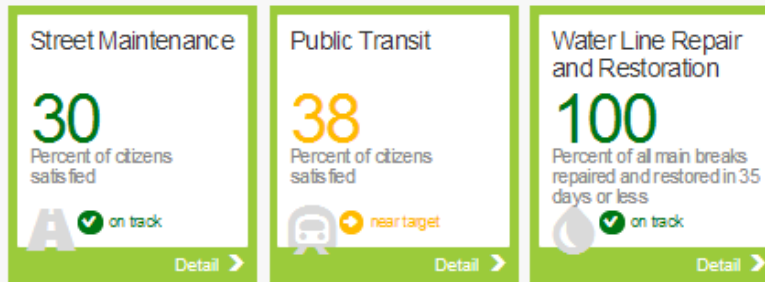 Street Maintenance
30
Percent of citizens
satisfied
on track
Detail
Public Transit
38
Percent of citizens
satisfied
near target
Detail
Water Line Repair
and Restoration
100
Percent of all main breaks
repaired and restored in 35
days or less
on track
Detail